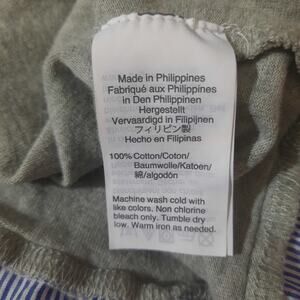 Made in Philippines
Fabriqué aux Philippines
in Den Philippinen
Hergestellt
Vervaardigd in Filipijnen
フィリピン製
Hecho en Filipinas
100% Cotton/Coton/
Baumwolle/Katoen/
綿/algodón
Machine wash cold with
like colors. Non chlorine
bleach only. Tumble dry
low. Warm iron as needed.